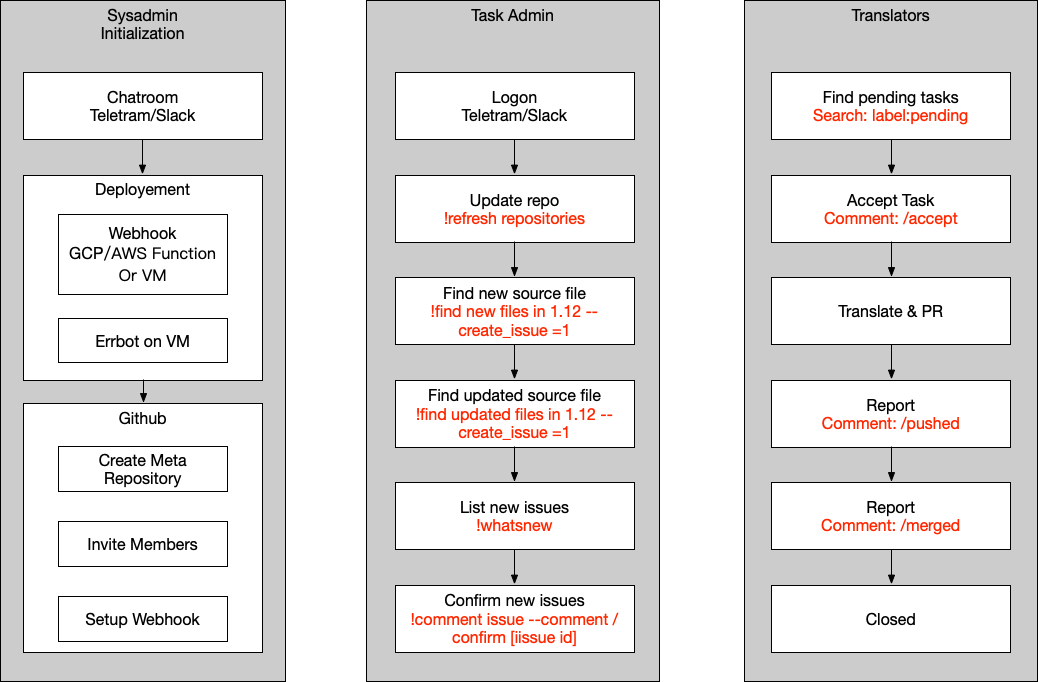 Sysadmin
Initialization
Chatroom
Teletram/Slack
Deployement
Webhook
GCP/AWS Function
Or VM
Errbot on VM
Github
Create Meta
Repository
Invite Members
Setup Webhook
Task Admin
Logon
Teletram/Slack
Update repo
!refresh repositories
Find new source file
!find new files in 1.12 --
create_issue =1
Find updated source file
!find updated files in 1.12 --
create_issue =1
List new issues
!whatsnew
Confirm new issues
!comment issue --comment /
confirm [iissue id]
Translators
Find pending tasks
Search: label:pending
Accept Task
Comment: /accept
Translate & PR
Report
Comment: /pushed
Report
Comment: /merged
Closed